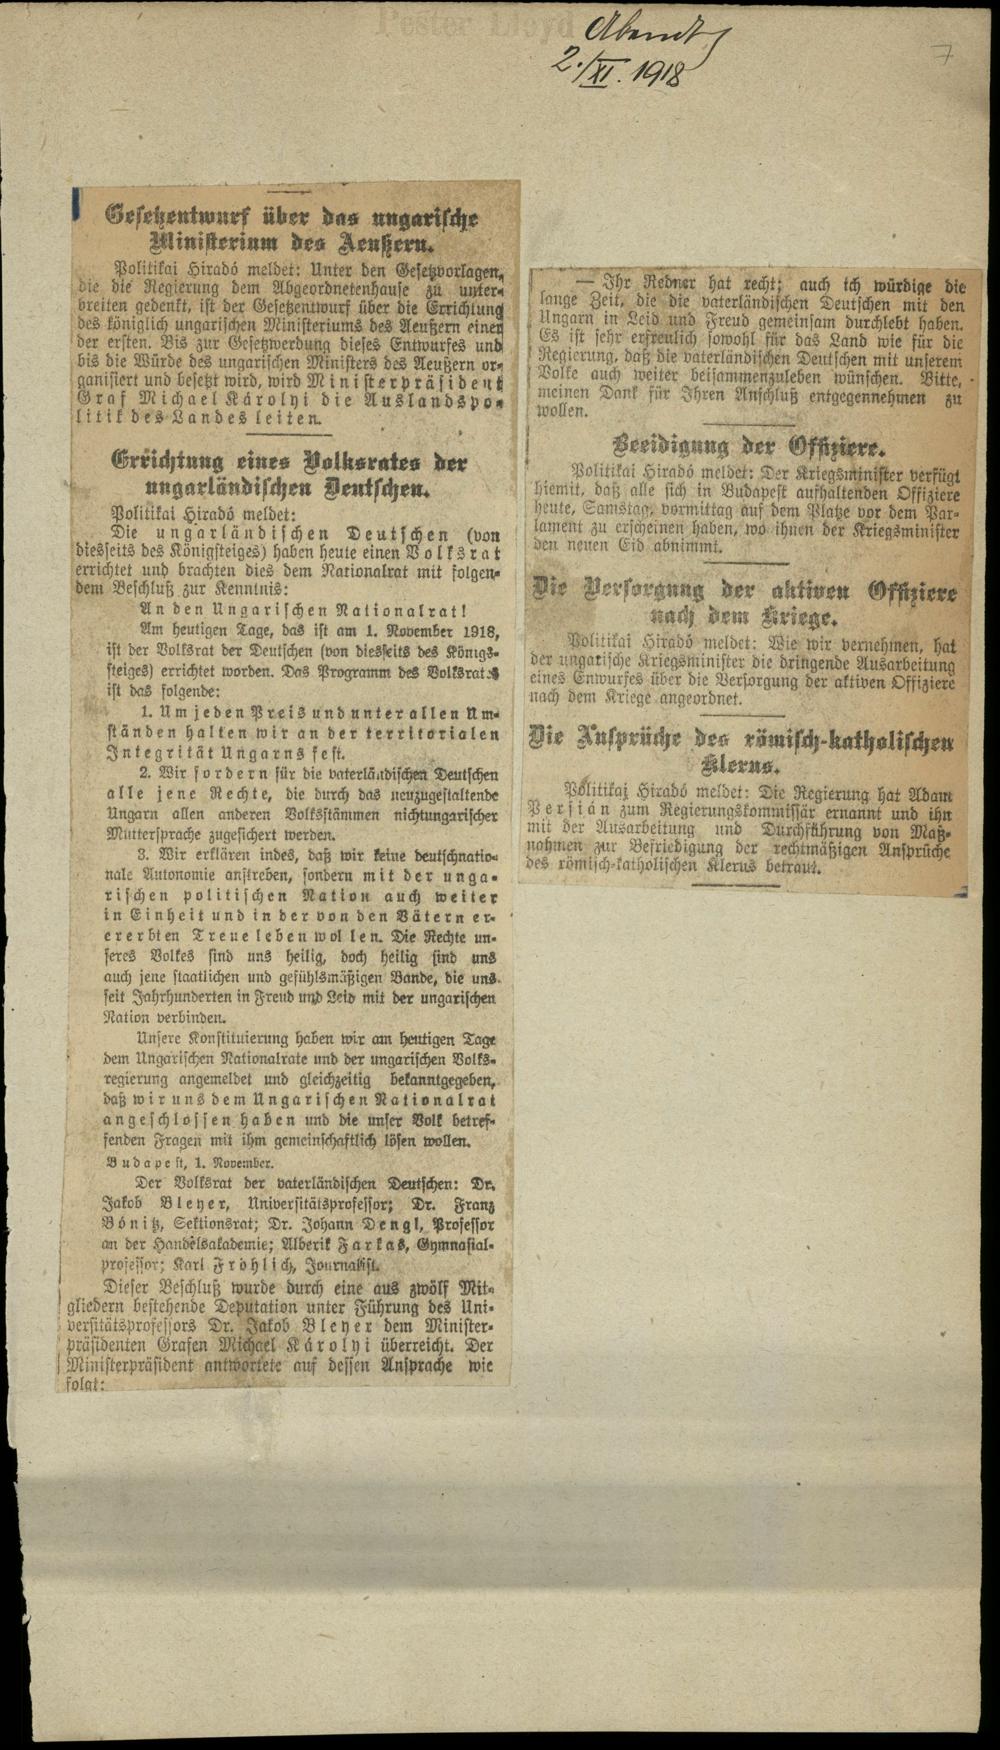 Pester Lloyd
Abend
2./XI. 1918
7
Gesetzentwurf über das ungarische
Ministerium des Aeußern.
Politikai Hiradó meldet: Unter den Gesetzvorlagen,
die die Regierung dem Abgeordnetenhause zu unter-
breiten gedenkt, ist der Gesetzentwurf über die Errichtung
des königlich ungarischen Ministeriums des Aeußern einer
der ersten. Bis zur Gesetzwerdung dieses Entwurfes und
bis die Würde des ungarischen Ministers des Aeußern or-
ganisiert und besetzt wird, wird Ministerpräsident
Graf Michael Károlyi die Auslandspo-
litik des Landes leiten.
Errichtung eines Volksrates der
ungarländischen Deutschen.
Politikai Hiradó meldet:
Die ungarländischen Deutschen (von
diesseits des Königsteiges) haben heute einen Volksrat
errichtet und brachten dies dem Nationalrat mit folgen-
dem Beschluß zur Kenntnis:
An den Ungarischen Nationalrat!
Am heutigen Tage, das ist am 1. November 1918,
ist der Volksrat der Deutschen (von diesseits des Königs-
steiges) errichtet worden. Das Programm des Volksrates
ist das folgende:
1. Um jeden Preis und unter allen Um-
ständen halten wir an der territorialen
Integrität Ungarns fest.
2. Wir fordern für die vaterländischen Deutschen
alle jene Rechte, die durch das neuzugestaltende
Ungarn allen anderen Volksstämmen nichtungarischer
Muttersprache zugesichert werden.
3. Wir erklären indes, daß wir keine deutschnatio-
nale Autonomie anstreben, sondern mit der unga-
rischen politischen Nation auch weiter
in Einheit und in der von den Vätern er-
ererbten Treue leben wollen. Die Rechte un-
seres Volkes sind uns heilig, doch heilig sind uns
auch jene staatlichen und gefühlsmäßigen Bande, die uns
seit Jahrhunderten in Freud und Leid mit der ungarischen
Nation verbinden.
Unsere Konstituierung haben wir am heutigen Tage
dem Ungarischen Nationalrate und der ungarischen Volks-
regierung angemeldet und gleichzeitig bekanntgegeben,
daß wir uns dem Ungarischen Nationalrat
angeschlossen haben und die unser Volk betref-
fenden Fragen mit ihm gemeinschaftlich lösen wollen.
Budapest, 1. November.
Der Volksrat der vaterländischen Deutschen: Dr.
Jakob Bleyer, Universitätsprofessor; Dr. Franz
Bónitz, Sektionsrat; Dr. Johann Dengl, Professor
an der Handelsakademie; Alberik Farkas, Gymnasial-
professor; Karl Fröhlich, Journalist.
Dieser Beschluß wurde durch eine aus zwölf Mit-
gliedern bestehende Deputation unter Führung des Uni-
versitätsprofessors Dr. Jakob Bleyer dem Minister-
präsidenten Grafen Michael Károlyi überreicht. Der
Ministerpräsident antwortete auf dessen Ansprache wie
folgt:
— Ihr Redner hat recht; auch ich würdige die
lange Zeit, die die vaterländischen Deutschen mit den
Ungarn in Leid und Freud gemeinsam durchlebt haben.
Es ist sehr erfreulich sowohl für das Land wie für die
Regierung, daß die vaterländischen Deutschen mit unserem
Volke auch weiter beisammenzuleben wünschen. Bitte,
meinen Dank für Ihren Anschluß entgegennehmen zu
wollen.
Beeidigung der Offiziere.
Politikai Hiradó meldet: Der Kriegsminister verfügt
hiemit, daß alle sich in Budapest aufhaltenden Offiziere
heute, Samstag, vormittag auf dem Platze vor dem Par-
lament zu erscheinen haben, wo ihnen der Kriegsminister
den neuen Eid abnimmt.
Die Versorgung der aktiven Offiziere
nach dem Kriege.
Politikai Hiradó meldet: Wie wir vernehmen, hat
der ungarische Kriegsminister die dringende Ausarbeitung
eines Entwurfes über die Versorgung der aktiven Offiziere
nach dem Kriege angeordnet.
Die Ansprüche des römisch-katholischen
Klerus.
Politikai Hiradó meldet: Die Regierung hat Adam
Persián zum Regierungskommissär ernannt und ihn
mit der Ausarbeitung und Durchführung von Maß-
nahmen zur Befriedigung der rechtmäßigen Ansprüche
des römisch-katholischen Klerus betraut.